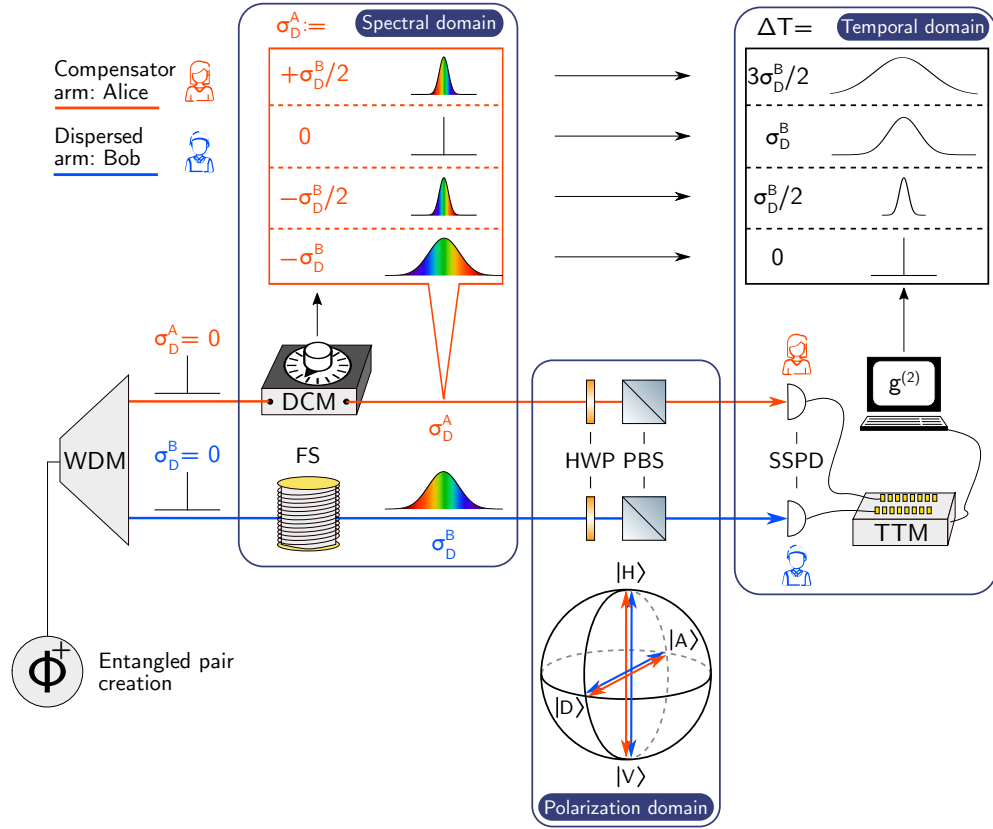 Compensator
arm: Alice
Dispersed
arm: Bob
σ_D^A:=
Spectral domain
+σ_D^B/2
0
−σ_D^B/2
−σ_D^B
ΔT=
Temporal domain
3σ_D^B/2
σ_D^B
σ_D^B/2
0
σ_D^A= 0
DCM
σ_D^A
WDM
σ_D^B= 0
FS
σ_D^B
HWP
PBS
SSPD
g^(2)
TTM
Φ+
Entangled pair
creation
|H⟩
|A⟩
|D⟩
|V⟩
Polarization domain